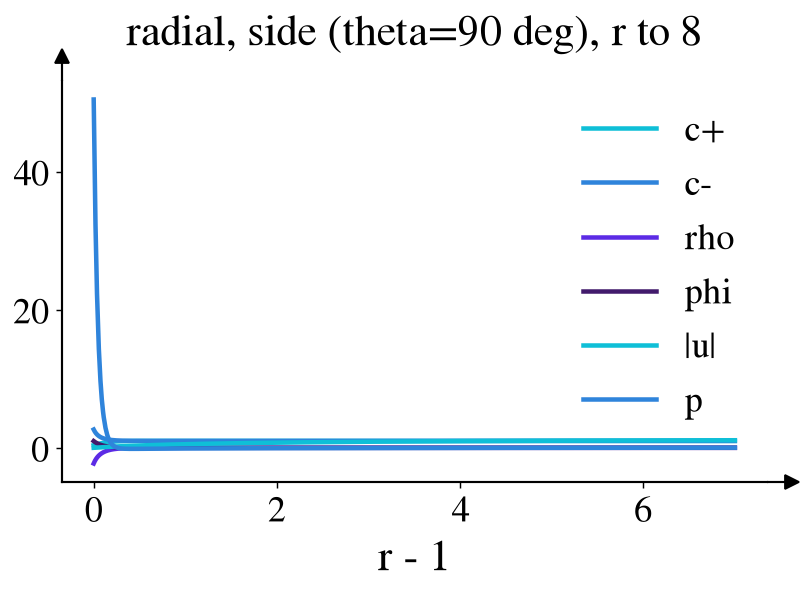 radial, side (theta=90 deg), r to 8
40
20
0
c+
c-
rho
phi
|u|
p
0 2 4 6
r - 1